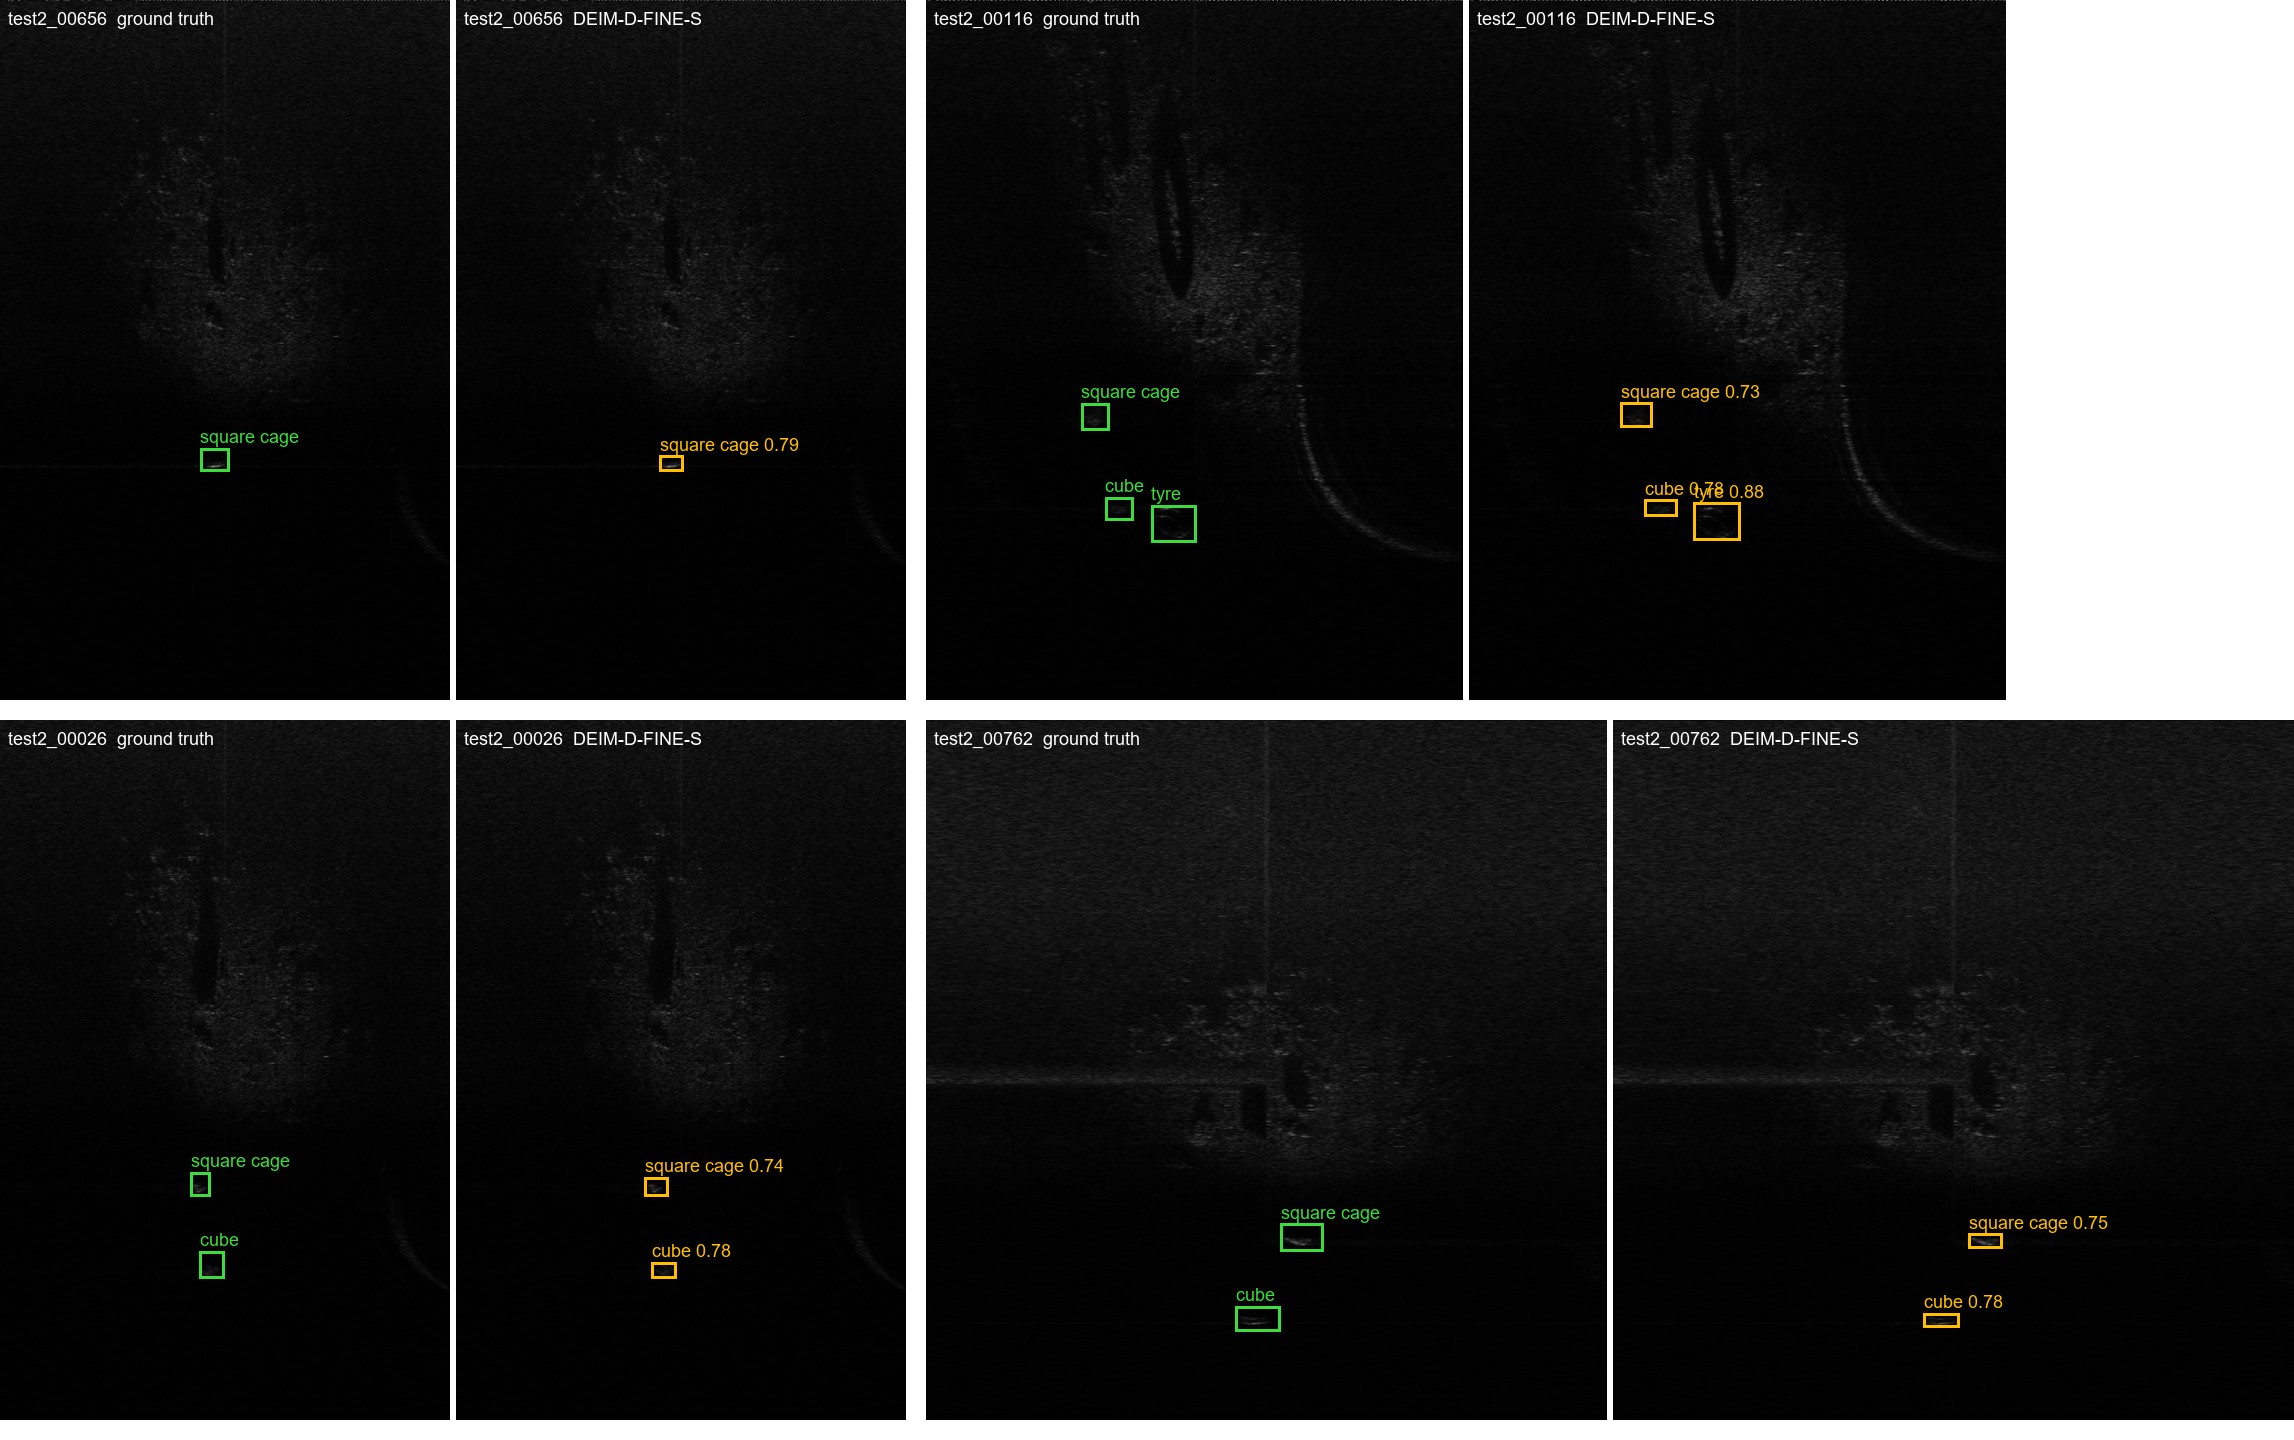 test2_00656 ground truth
test2_00656 DEIM-D-FINE-S
test2_00116 ground truth
test2_00116 DEIM-D-FINE-S
square cage
square cage 0.79
square cage
cube
tyre
square cage 0.73
cube 0.78
tyre 0.88
test2_00026 ground truth
test2_00026 DEIM-D-FINE-S
test2_00762 ground truth
test2_00762 DEIM-D-FINE-S
square cage
cube
square cage 0.74
cube 0.78
square cage
cube
square cage 0.75
cube 0.78